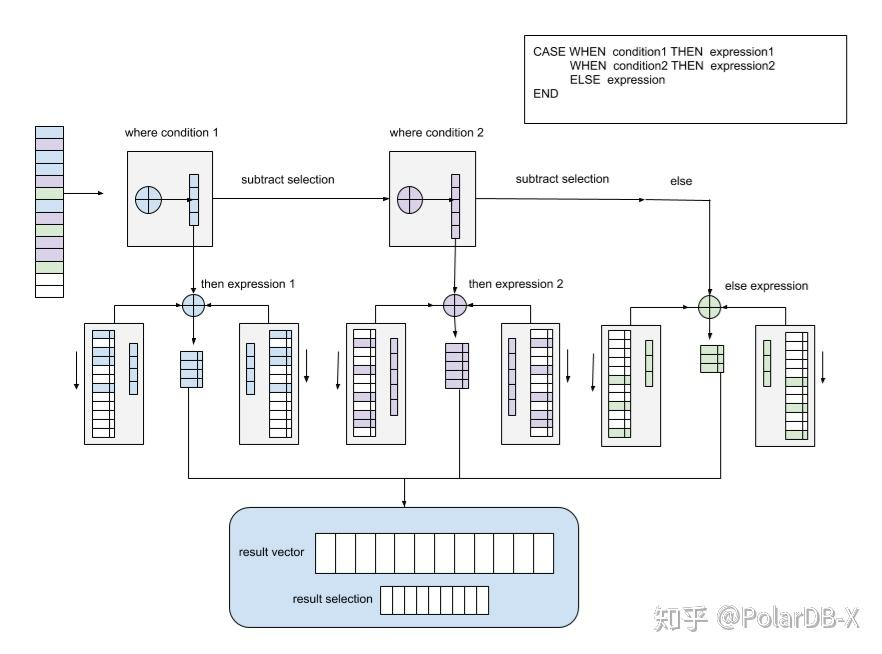 CASE WHEN condition1 THEN expression1
WHEN condition2 THEN expression2
ELSE expression
END
where condition 1
where condition 2
subtract selection
subtract selection
else
then expression 1
then expression 2
else expression
result vector
result selection
知乎 @PolarDB-X